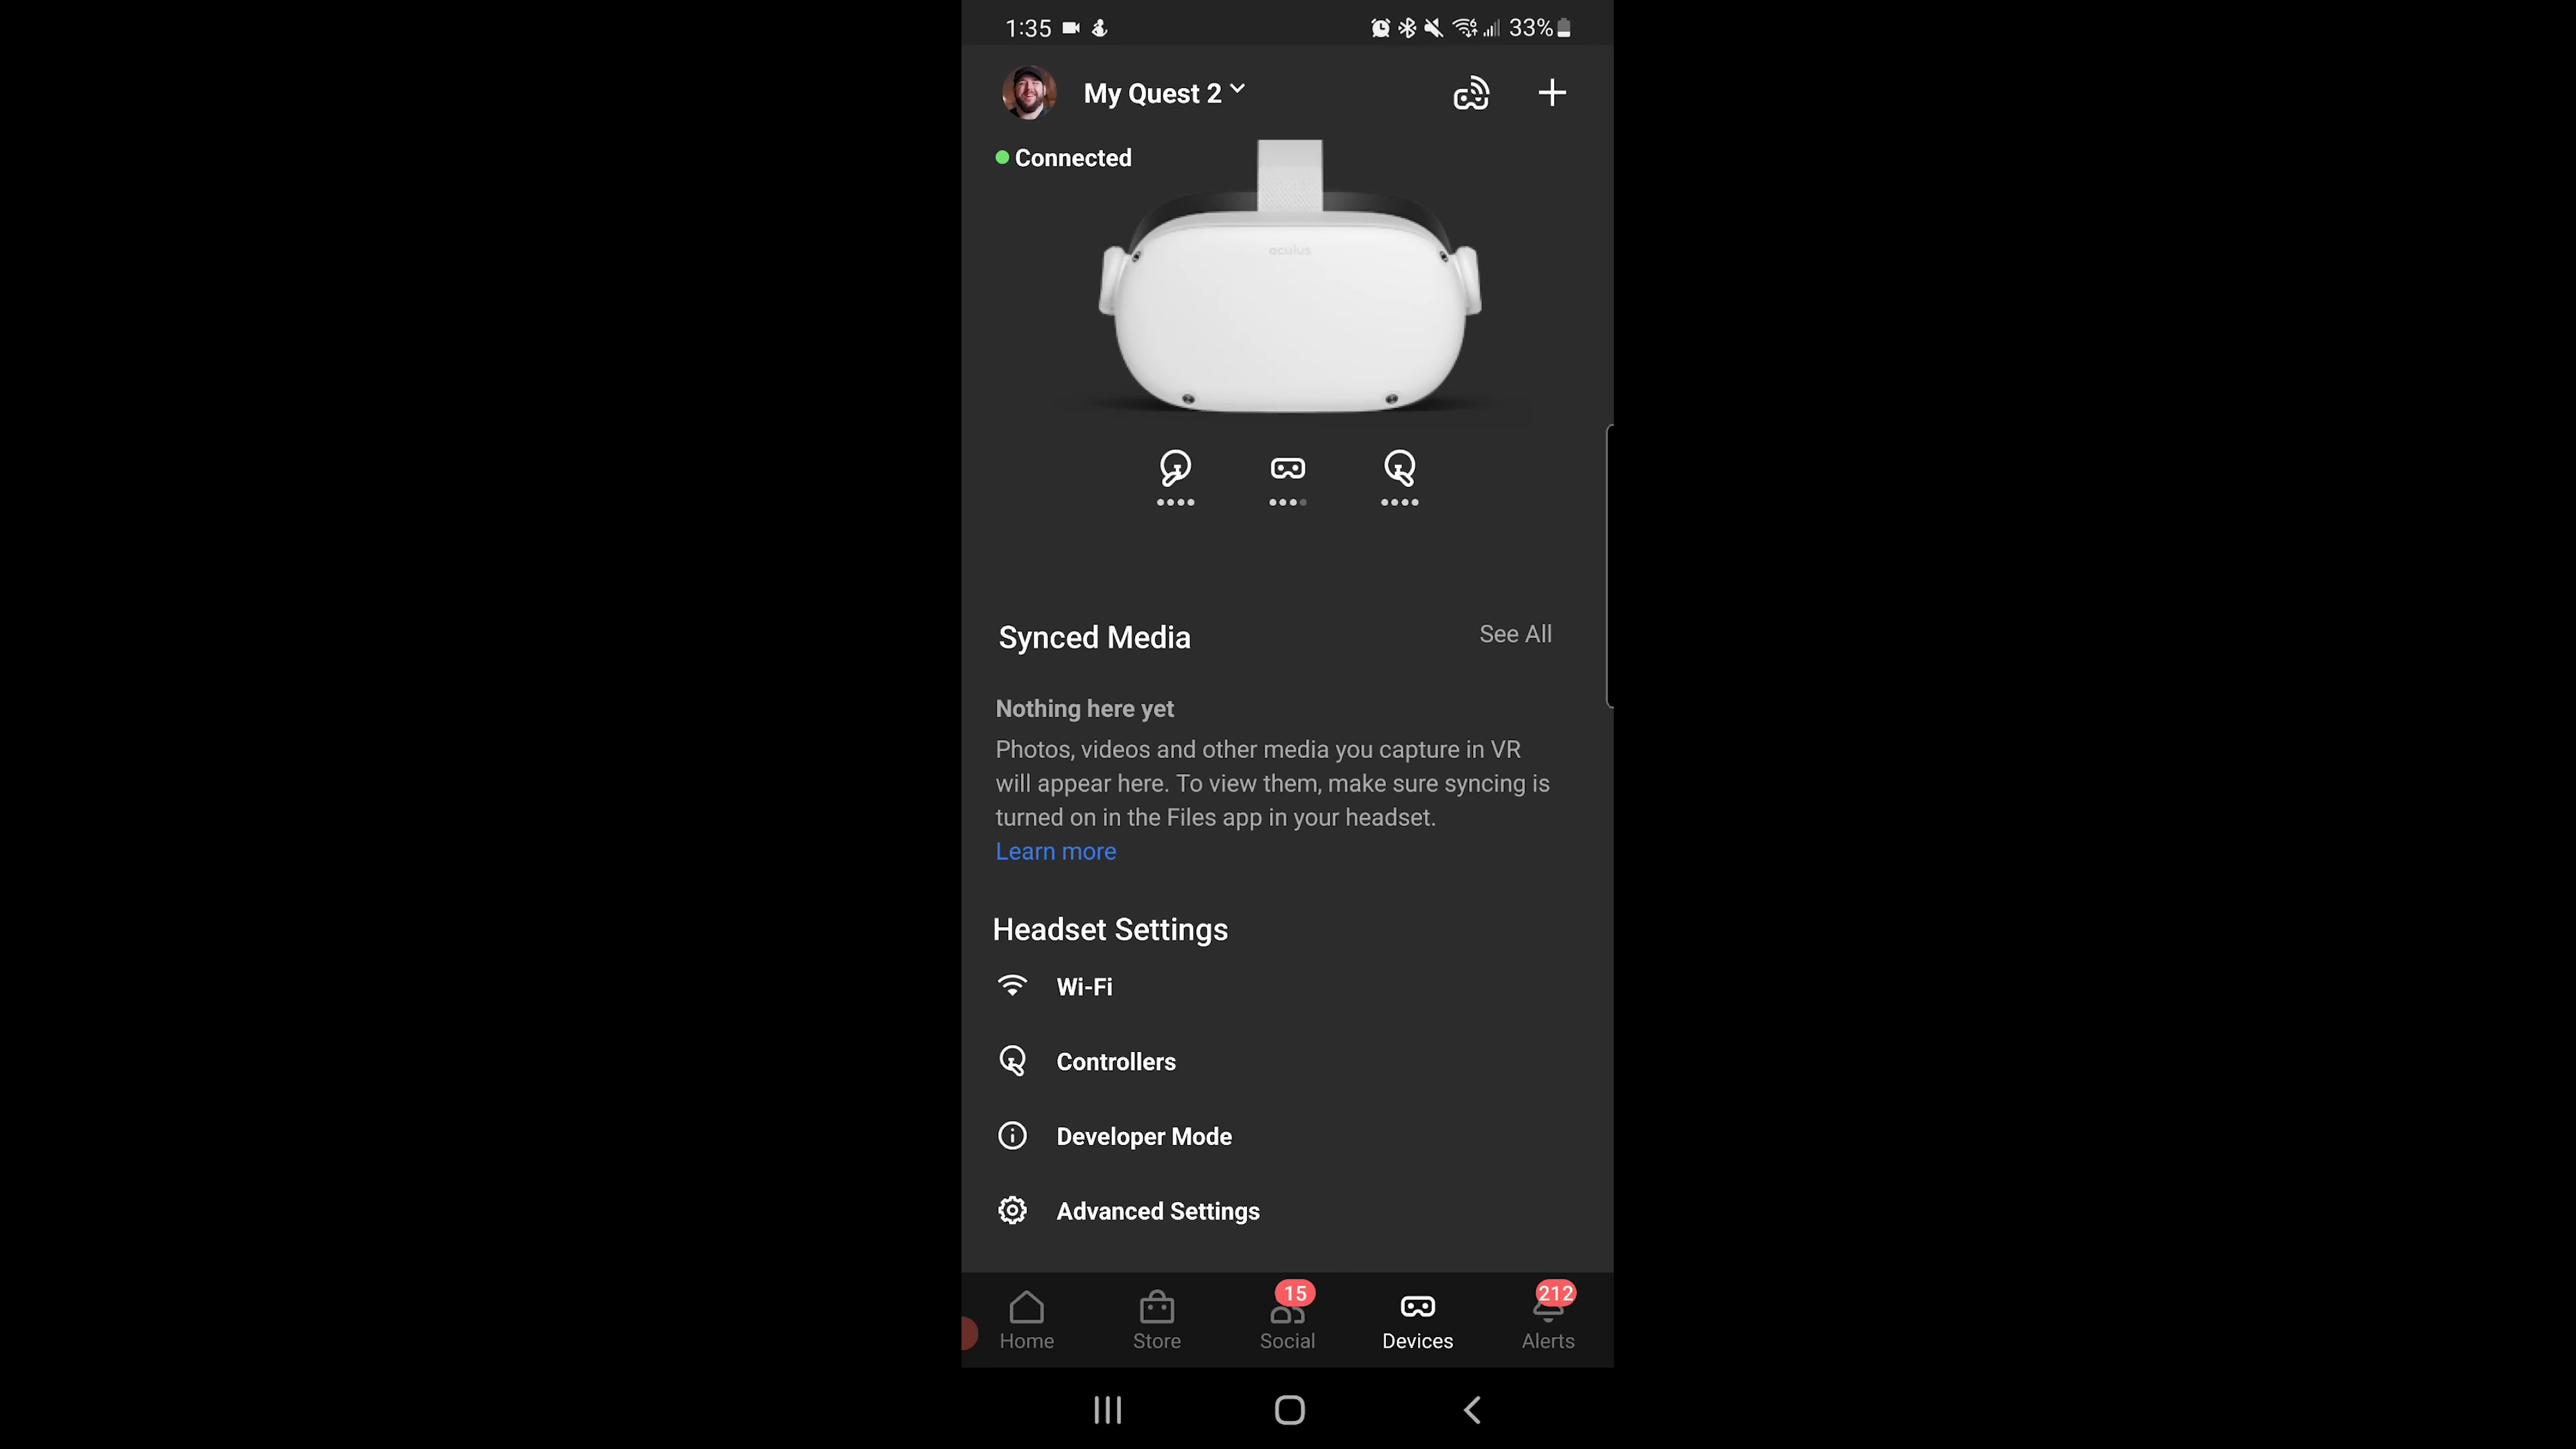 1:35
33%
My Quest 2
Connected
oculus
Synced Media
See All
Nothing here yet
Photos, videos and other media you capture in VR
will appear here. To view them, make sure syncing is
turned on in the Files app in your headset.
Learn more
Headset Settings
Wi-Fi
Controllers
Developer Mode
Advanced Settings
15
212
Home
Store
Social
Devices
Alerts